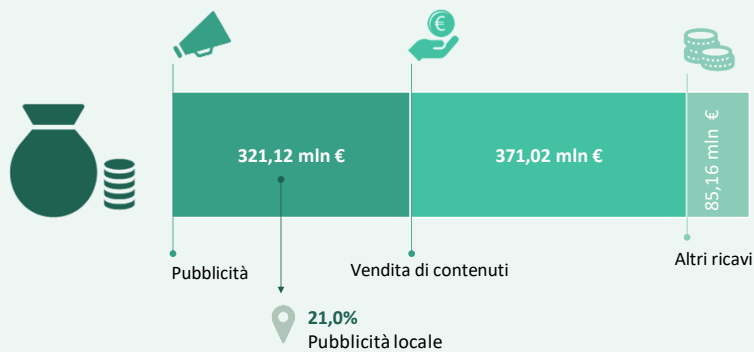 €
321,12 mln €
371,02 mln €
85,16 mln €
Pubblicità
Vendita di contenuti
Altri ricavi
21,0%
Pubblicità locale